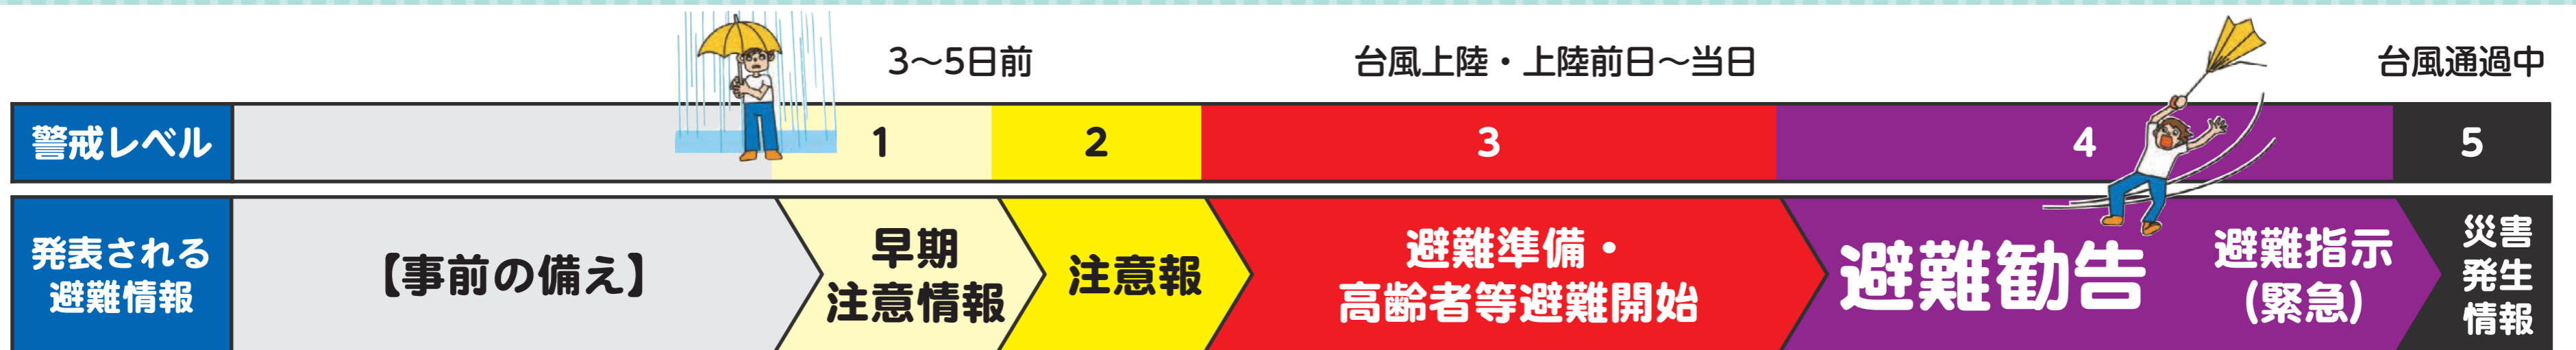 3〜5日前
台風上陸・上陸前日〜当日
台風通過中
警戒レベル
1
2
3
4
5
発表される
避難情報
【事前の備え】
早期
注意情報
注意報
避難準備・
高齢者等避難開始
避難勧告
避難指示
(緊急)
災害
発生
情報